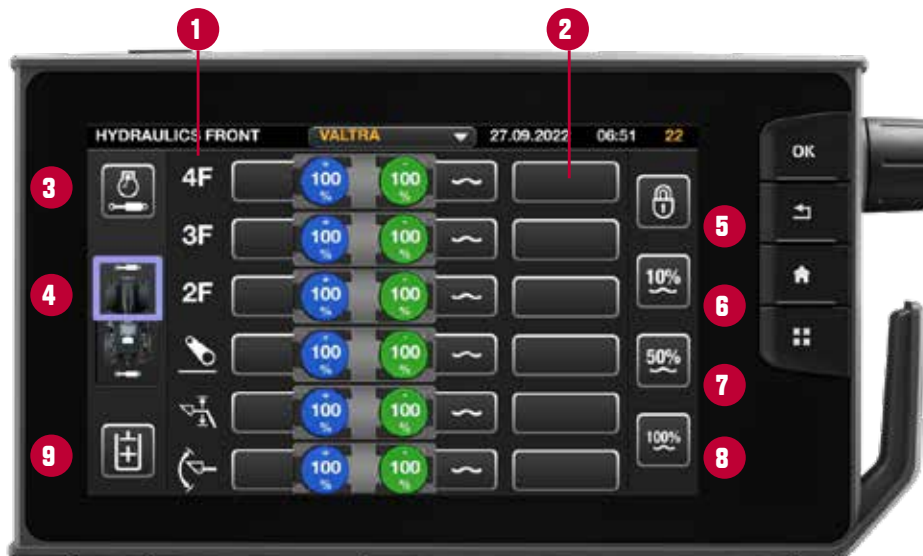 1
2
HYDRAULICS FRONT VALTRA 27.09.2022 06:51 22
OK
3
4F 100 % 100 %
5
3F 100 % 100 %
4
2F 100 % 100 %
10%
6
100 % 100 %
50%
7
100 % 100 %
9
100 % 100 %
100%
8